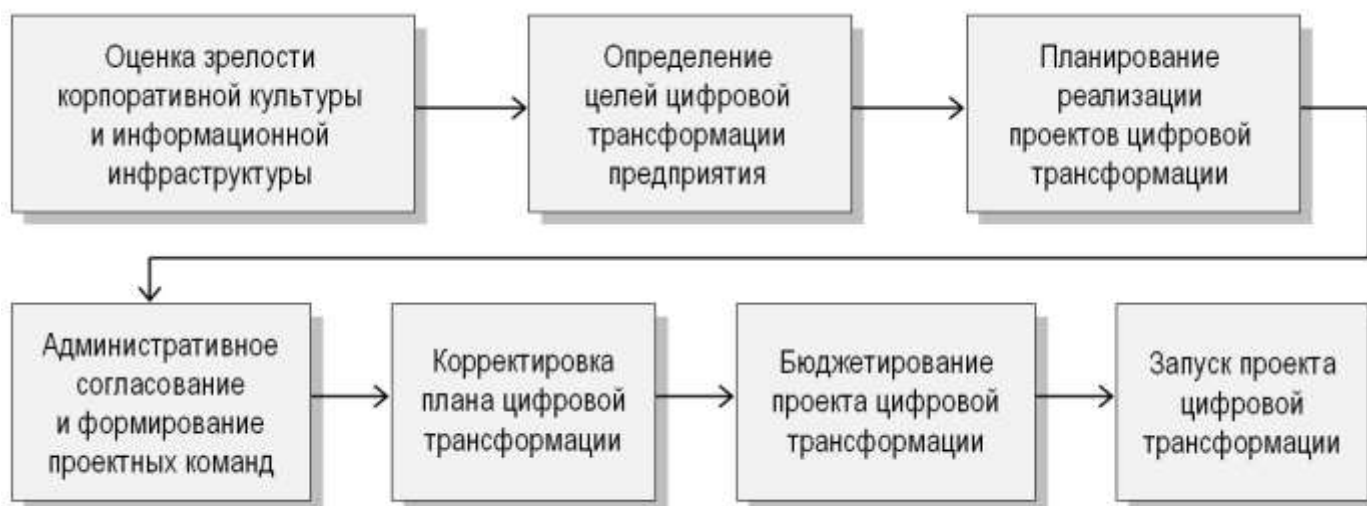 Оценка зрелости
корпоративной культуры
и информационной
инфраструктуры
Определение
целей цифровой
трансформации
предприятия
Планирование
реализации
проектов цифровой
трансформации
Административное
согласование
и формирование
проектных команд
Корректировка
плана цифровой
трансформации
Бюджетирование
проекта цифровой
трансформации
Запуск проекта
цифровой
трансформации